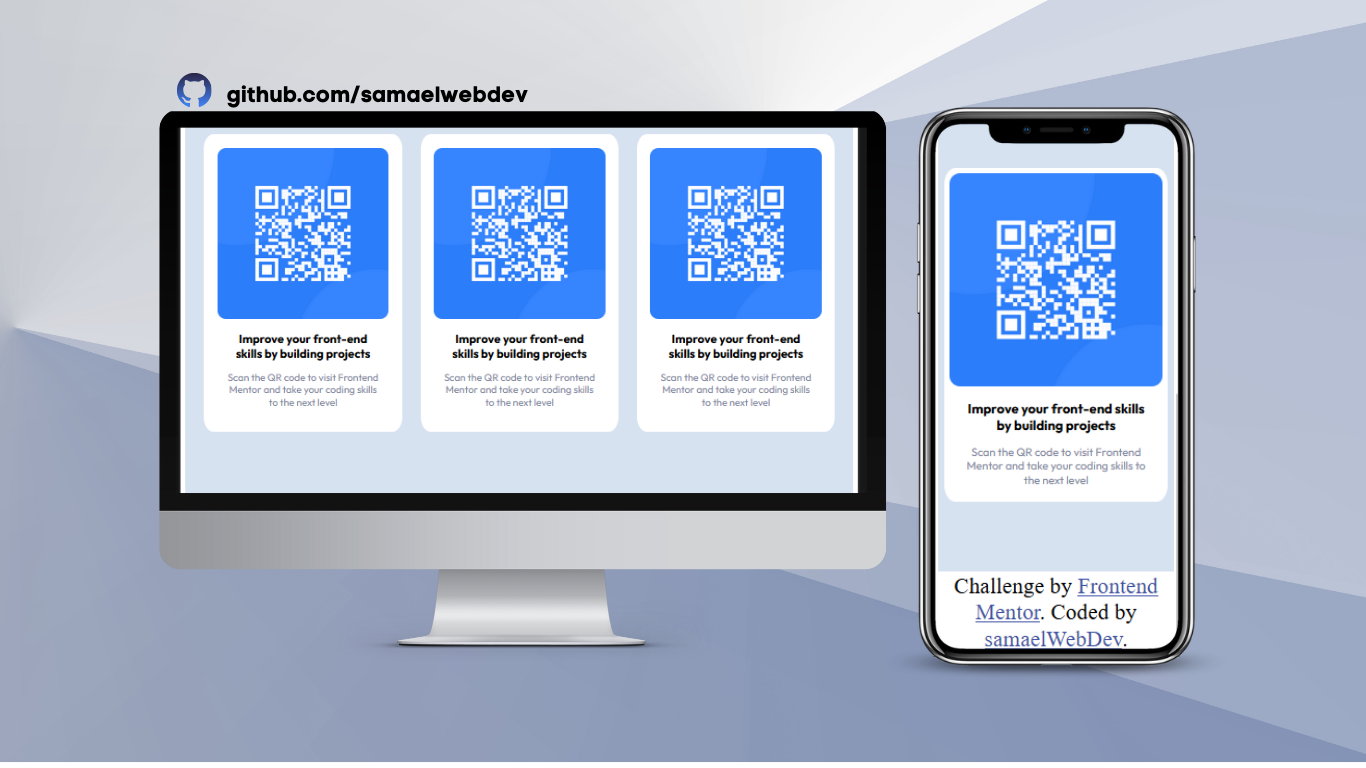 github.com/samaelwebdev
Improve your front-end
skills by building projects
Scan the QR code to visit Frontend
Mentor and take your coding skills
to the next level
Improve your front-end
skills by building projects
Scan the QR code to visit Frontend
Mentor and take your coding skills
to the next level
Improve your front-end
skills by building projects
Scan the QR code to visit Frontend
Mentor and take your coding skills
to the next level
Improve your front-end skills
by building projects
Scan the QR code to visit Frontend
Mentor and take your coding skills to
the next level
Challenge by Frontend
Mentor. Coded by
samaelWebDev.